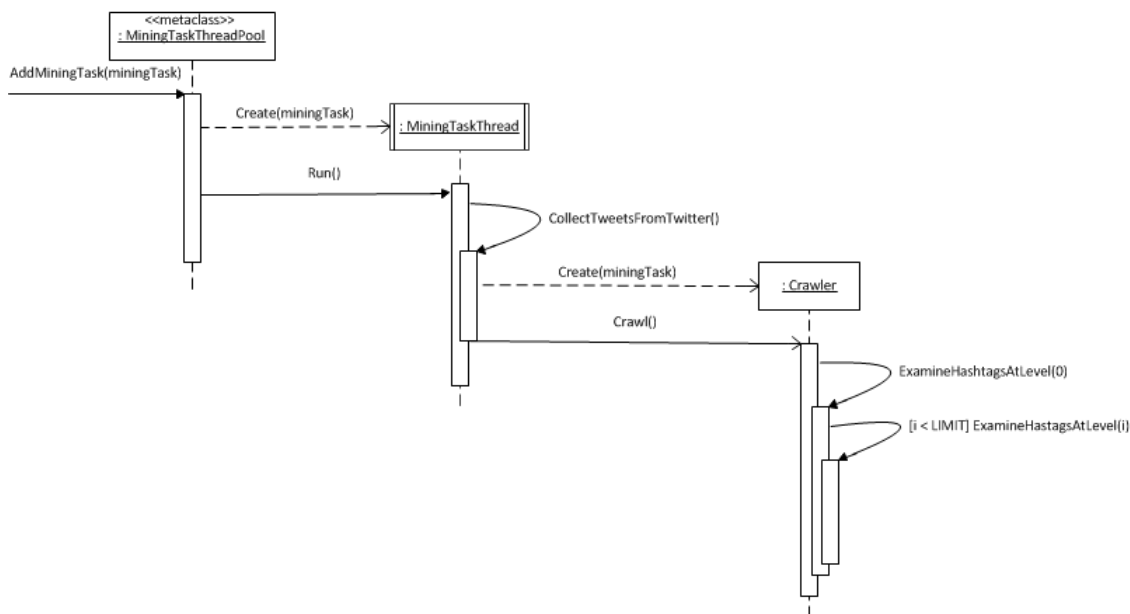 <<metaclass>>
: MiningTaskThreadPool
AddMiningTask(miningTask)
Create(miningTask)
: MiningTaskThread
Run()
CollectTweetsFromTwitter()
Create(miningTask)
: Crawler
Crawl()
ExamineHashtagsAtLevel(0)
[i < LIMIT] ExamineHastagsAtLevel(i)